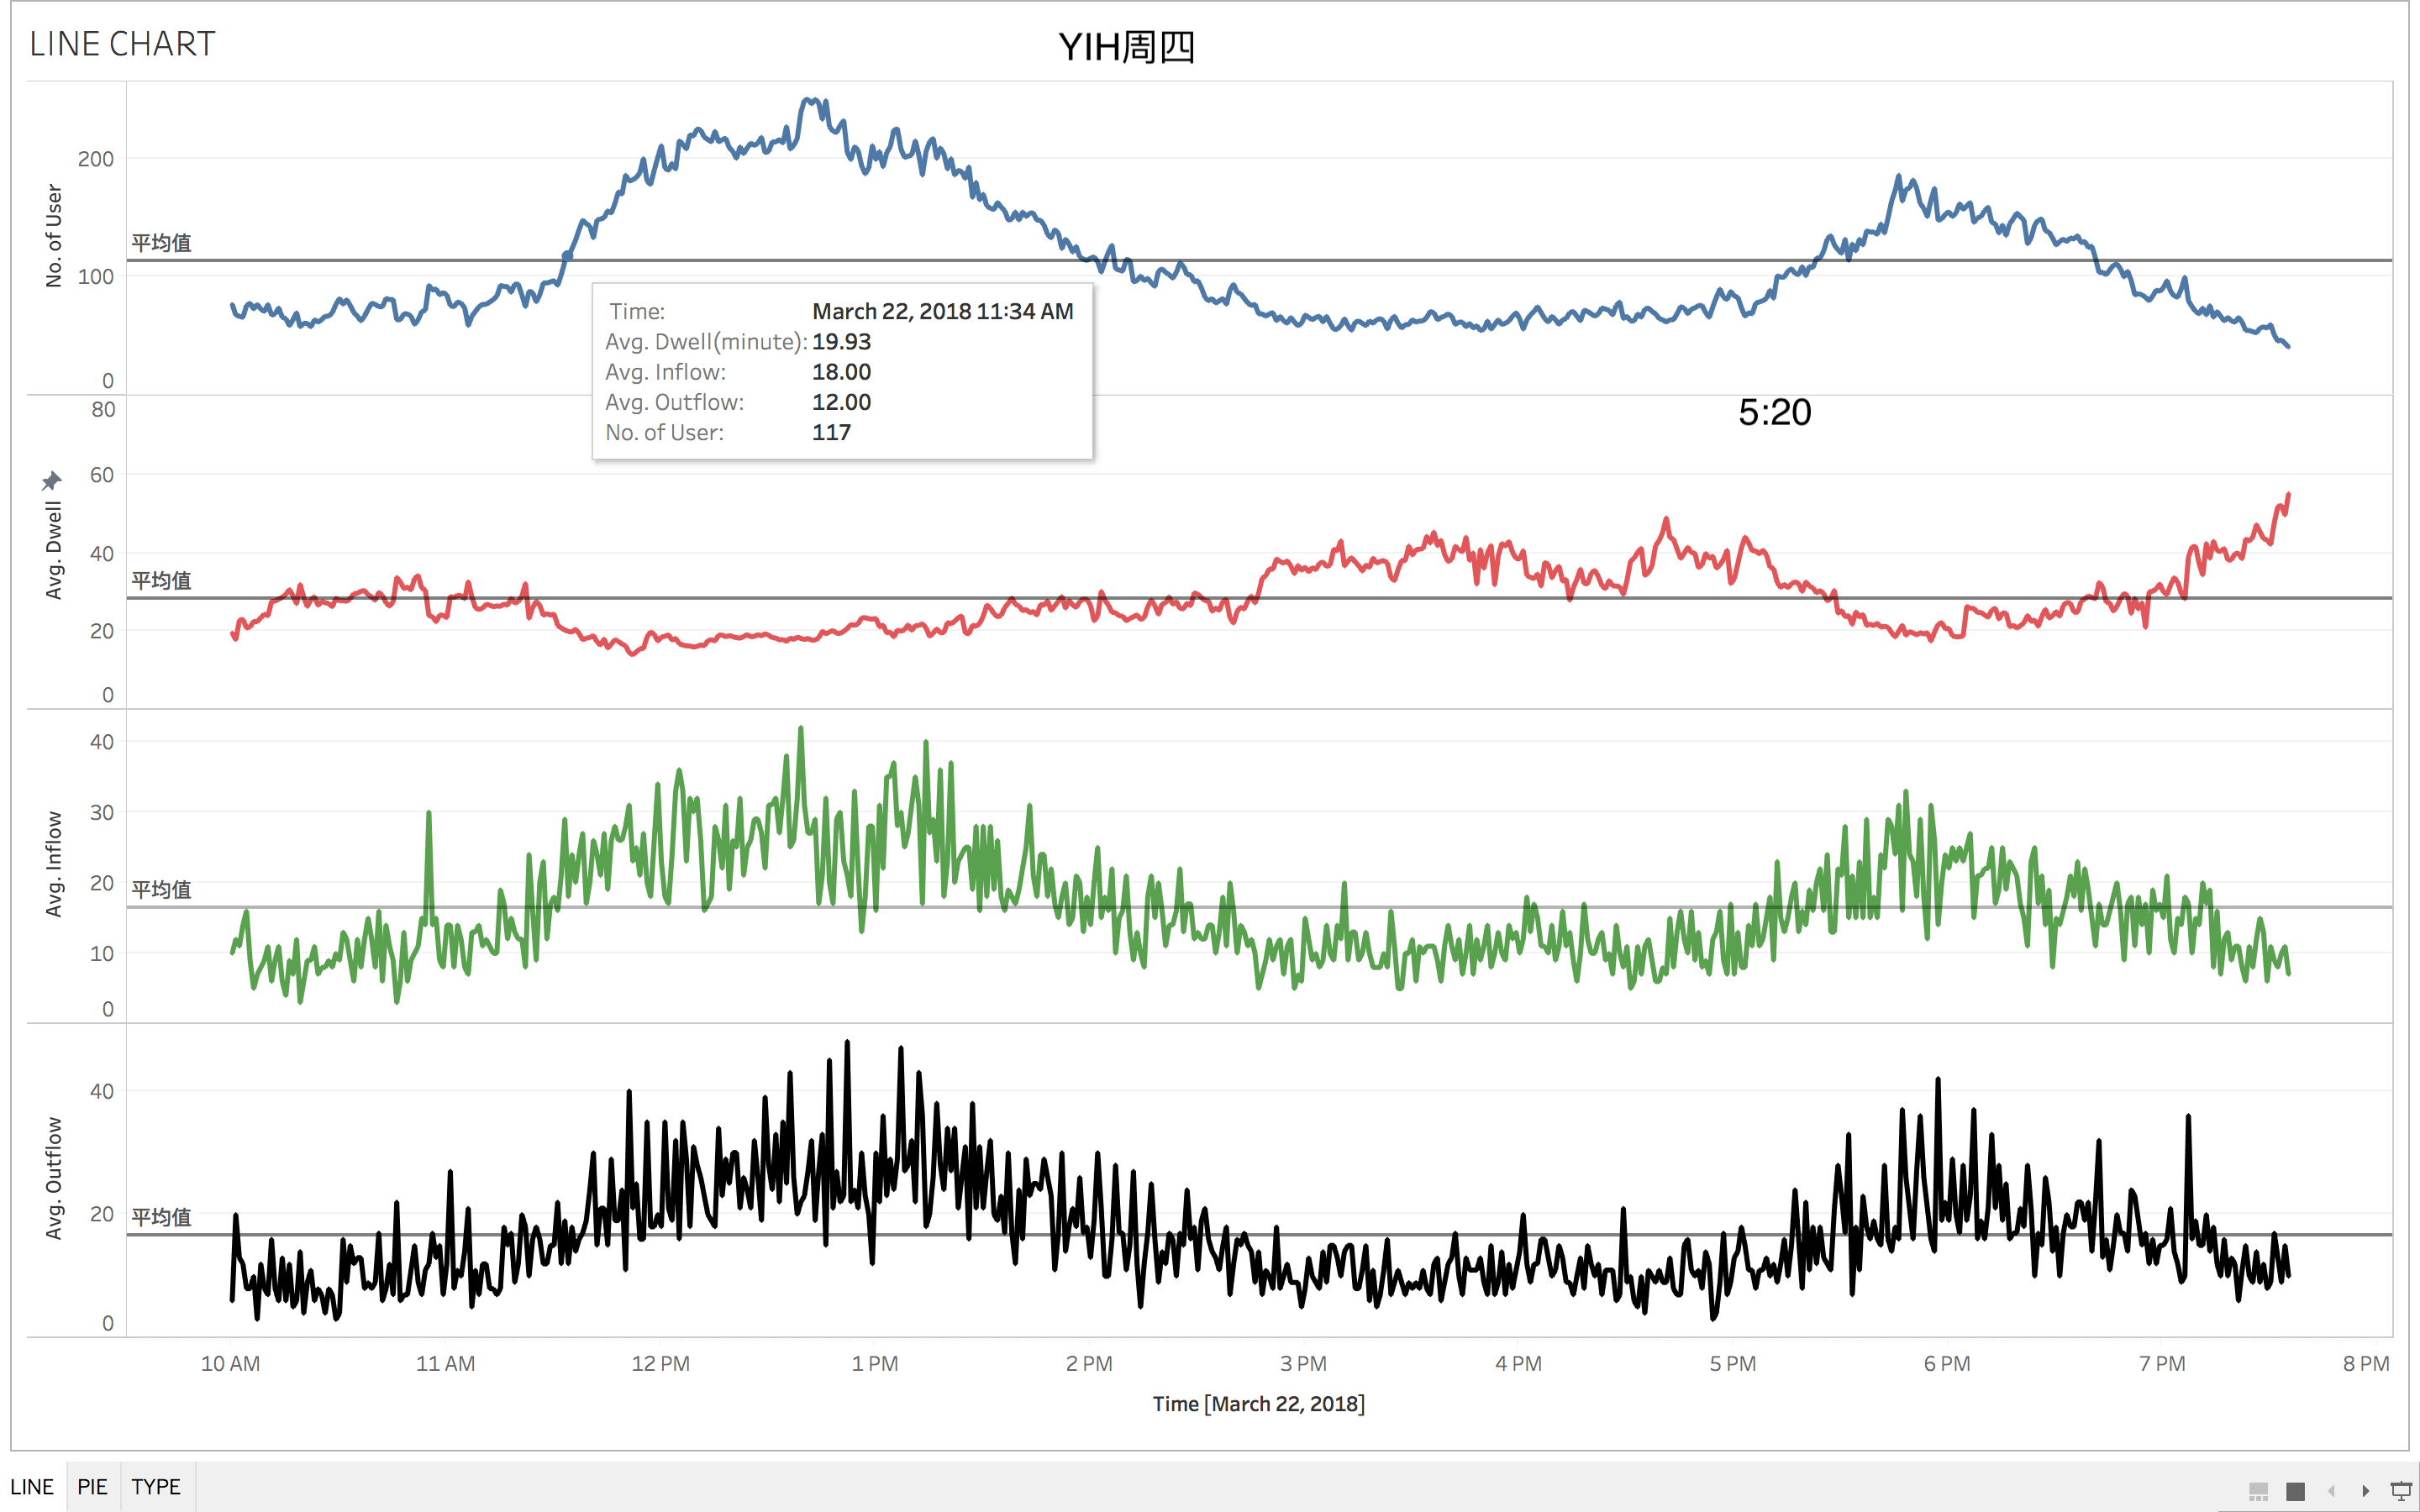 LINE CHART
YIH周四
No. of User
200
100
0
平均值
Time: March 22, 2018 11:34 AM
Avg. Dwell(minute): 19.93
Avg. Inflow: 18.00
Avg. Outflow: 12.00
No. of User: 117
5:20
Avg. Dwell
80
60
40
20
0
平均值
Avg. Inflow
40
30
20
10
0
平均值
Avg. Outflow
40
20
0
平均值
10 AM 11 AM 12 PM 1 PM 2 PM 3 PM 4 PM 5 PM 6 PM 7 PM 8 PM
Time [March 22, 2018]
LINE PIE TYPE